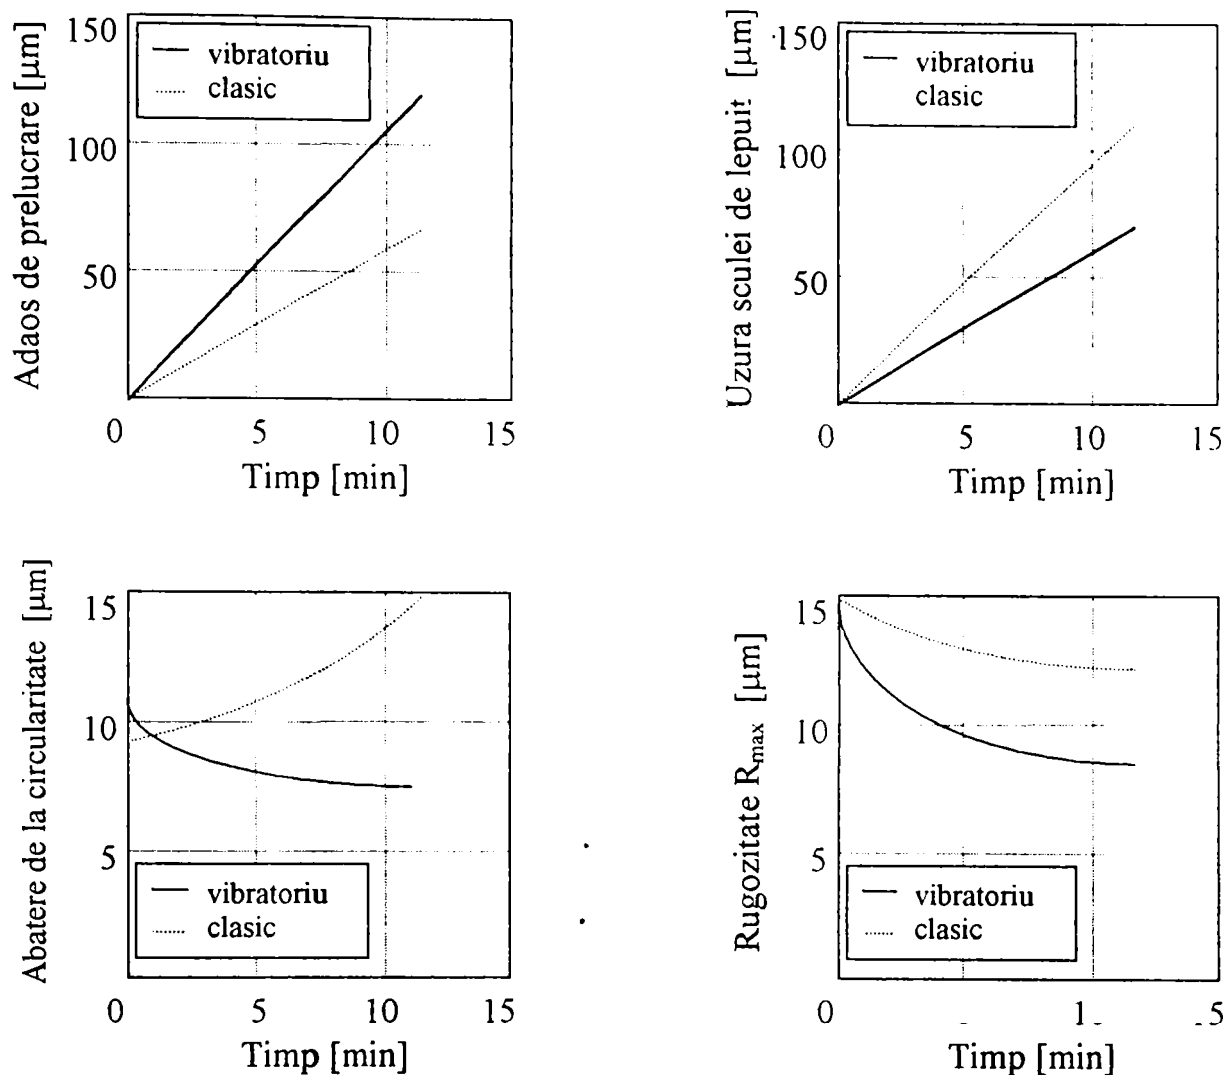 Adaos de prelucrare [µm]
150
100
50
0 5 10 15
Timp [min]
vibratoriu
clasic
Uzura sculei de lepuit [µm]
150
100
50
0 5 10 15
Timp [min]
vibratoriu
clasic
Abatere de la circularitate [µm]
15
10
5
0 5 10 15
Timp [min]
vibratoriu
clasic
Rugozitate Rmax [µm]
15
10
5
0 5 15
Timp [min]
vibratoriu
clasic